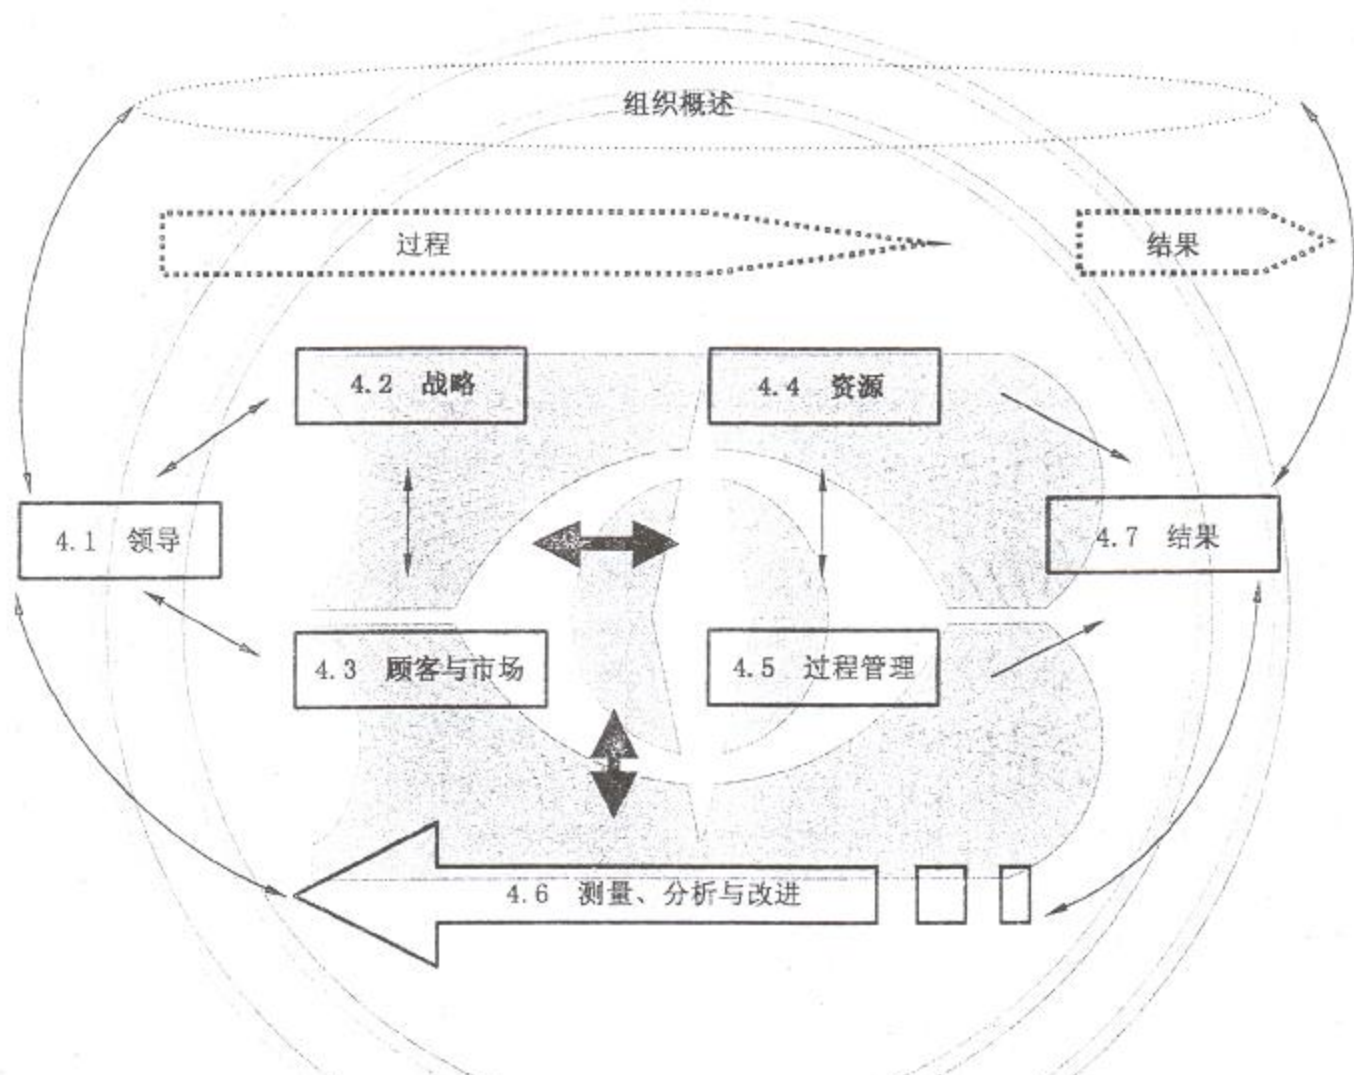 组织概述
过程
结果
4.2 战略
4.4 资源
4.1 领导
4.7 结果
4.3 顾客与市场
4.5 过程管理
4.6 测量、分析与改进